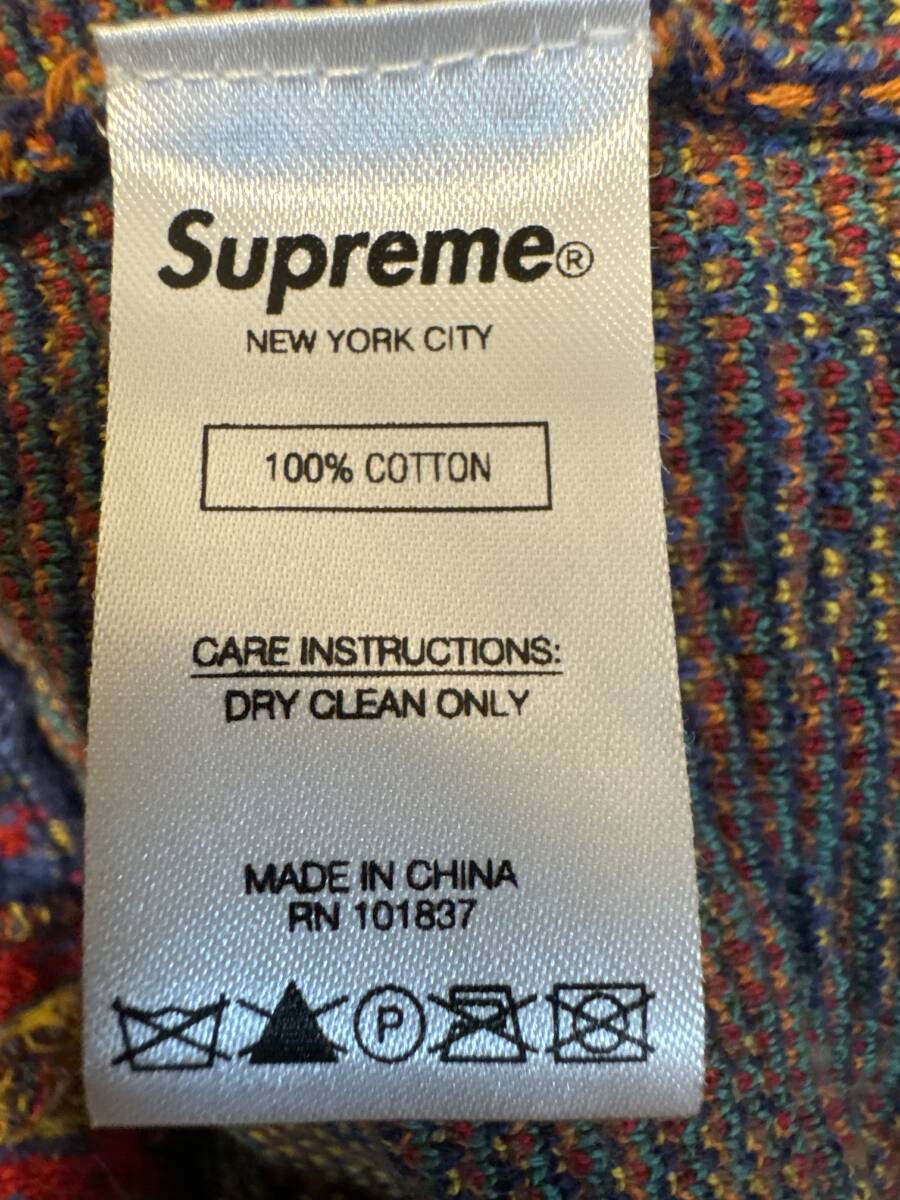 Supreme®
NEW YORK CITY
100% COTTON
CARE INSTRUCTIONS:
DRY CLEAN ONLY
MADE IN CHINA
RN 101837
P